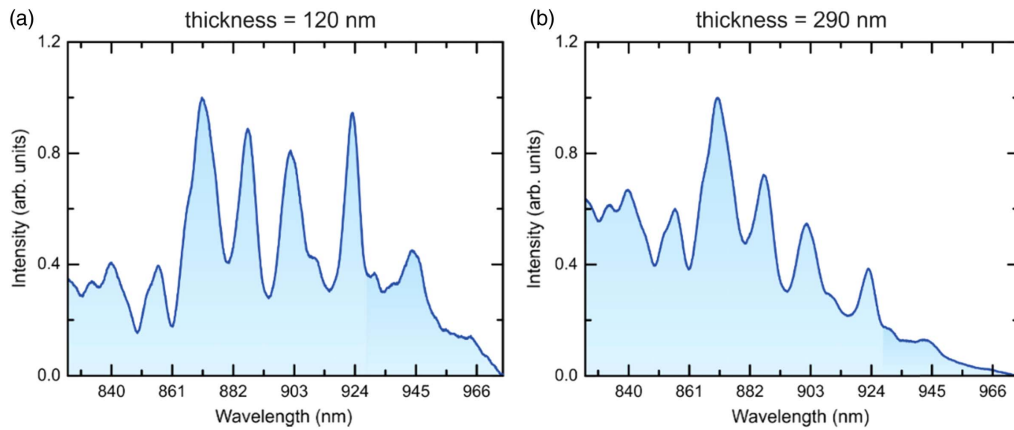 (a)
thickness = 120 nm
1.2
0.8
0.4
0.0
Intensity (arb. units)
840 861 882 903 924 945 966
Wavelength (nm)
(b)
thickness = 290 nm
1.2
0.8
0.4
0.0
Intensity (arb. units)
840 861 882 903 924 945 966
Wavelength (nm)